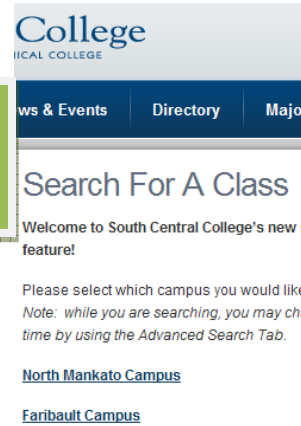 College
ICAL COLLEGE
ws & Events Directory Majo
Search For A Class
Welcome to South Central College's new
feature!
Please select which campus you would like
Note: while you are searching, you may ch
time by using the Advanced Search Tab.
North Mankato Campus
Faribault Campus